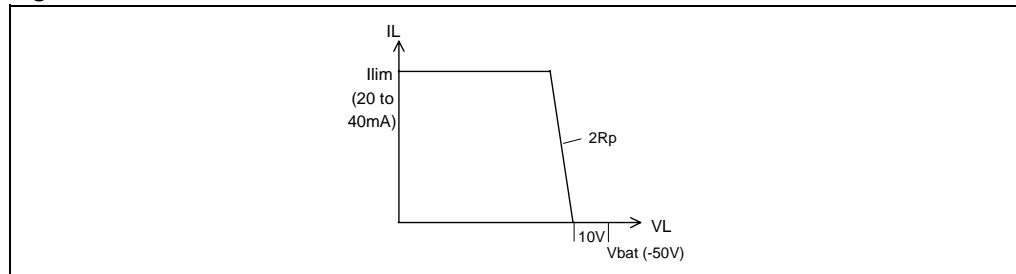 IL
Ilim
(20 to
40mA)
2Rp
VL
10V
Vbat (-50V)